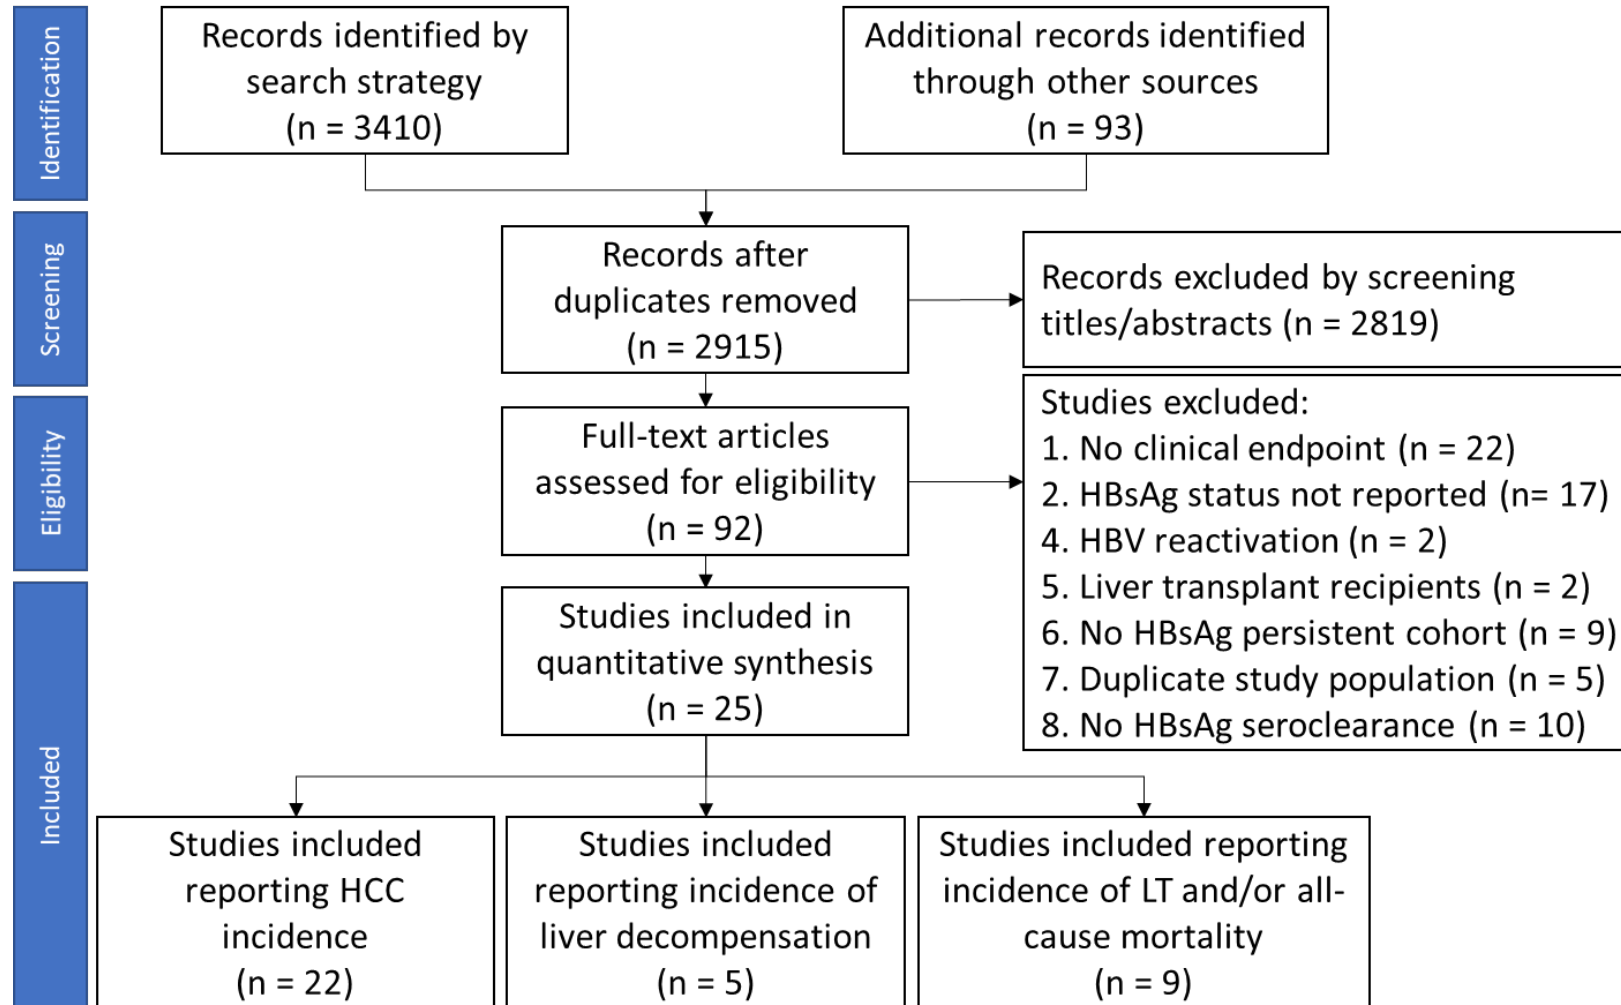 Identification
Records identified by
search strategy
(n = 3410)
Additional records identified
through other sources
(n = 93)
Screening
Records after
duplicates removed
(n = 2915)
Records excluded by screening
titles/abstracts (n = 2819)
Eligibility
Full-text articles
assessed for eligibility
(n = 92)
Studies excluded:
1. No clinical endpoint (n = 22)
2. HBsAg status not reported (n= 17)
4. HBV reactivation (n = 2)
5. Liver transplant recipients (n = 2)
6. No HBsAg persistent cohort (n = 9)
7. Duplicate study population (n = 5)
8. No HBsAg seroclearance (n = 10)
Included
Studies included in
quantitative synthesis
(n = 25)
Studies included
reporting HCC
incidence
(n = 22)
Studies included
reporting incidence of
liver decompensation
(n = 5)
Studies included reporting
incidence of LT and/or all-
cause mortality
(n = 9)